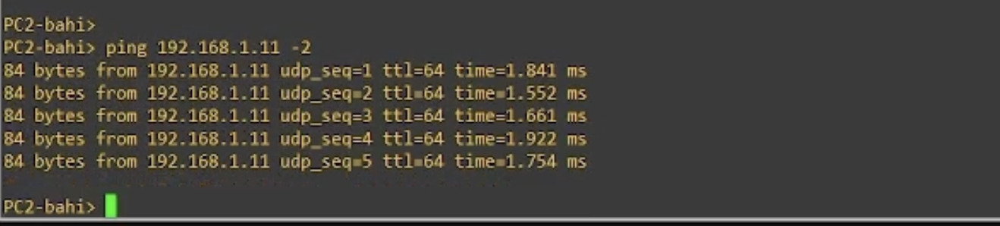 PC2-bahi>
PC2-bahi> ping 192.168.1.11 -2
84 bytes from 192.168.1.11 udp_seq=1 ttl=64 time=1.841 ms
84 bytes from 192.168.1.11 udp_seq=2 ttl=64 time=1.552 ms
84 bytes from 192.168.1.11 udp_seq=3 ttl=64 time=1.661 ms
84 bytes from 192.168.1.11 udp_seq=4 ttl=64 time=1.922 ms
84 bytes from 192.168.1.11 udp_seq=5 ttl=64 time=1.754 ms
PC2-bahi>